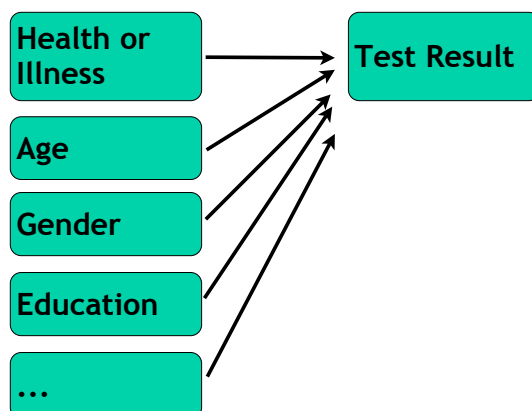 Health or
Illness
Test Result
Age
Gender
Education
...